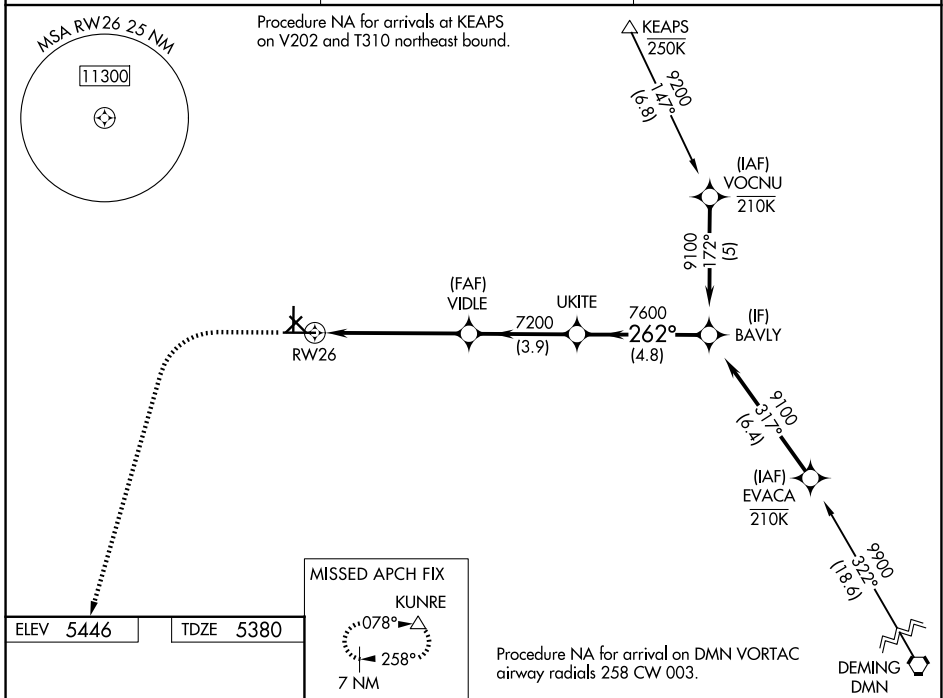 MSA RW26 25 NM
11300
Procedure NA for arrivals at KEAPS
on V202 and T310 northeast bound.
KEAPS
250K
9200
147°
(6.8)
(IAF)
VOCNU
210K
9100
172°
(5)
(FAF)
VIDLE
UKITE
7600
262°
(4.8)
(IF)
BAVLY
7200
(3.9)
RW26
9100
317°
(6.4)
(IAF)
EVACA
210K
9900
322°
(18.6)
DEMING
DMN
MISSED APCH FIX
KUNRE
078°
258°
7 NM
ELEV 5446
TDZE 5380
Procedure NA for arrival on DMN VORTAC
airway radials 258 CW 003.